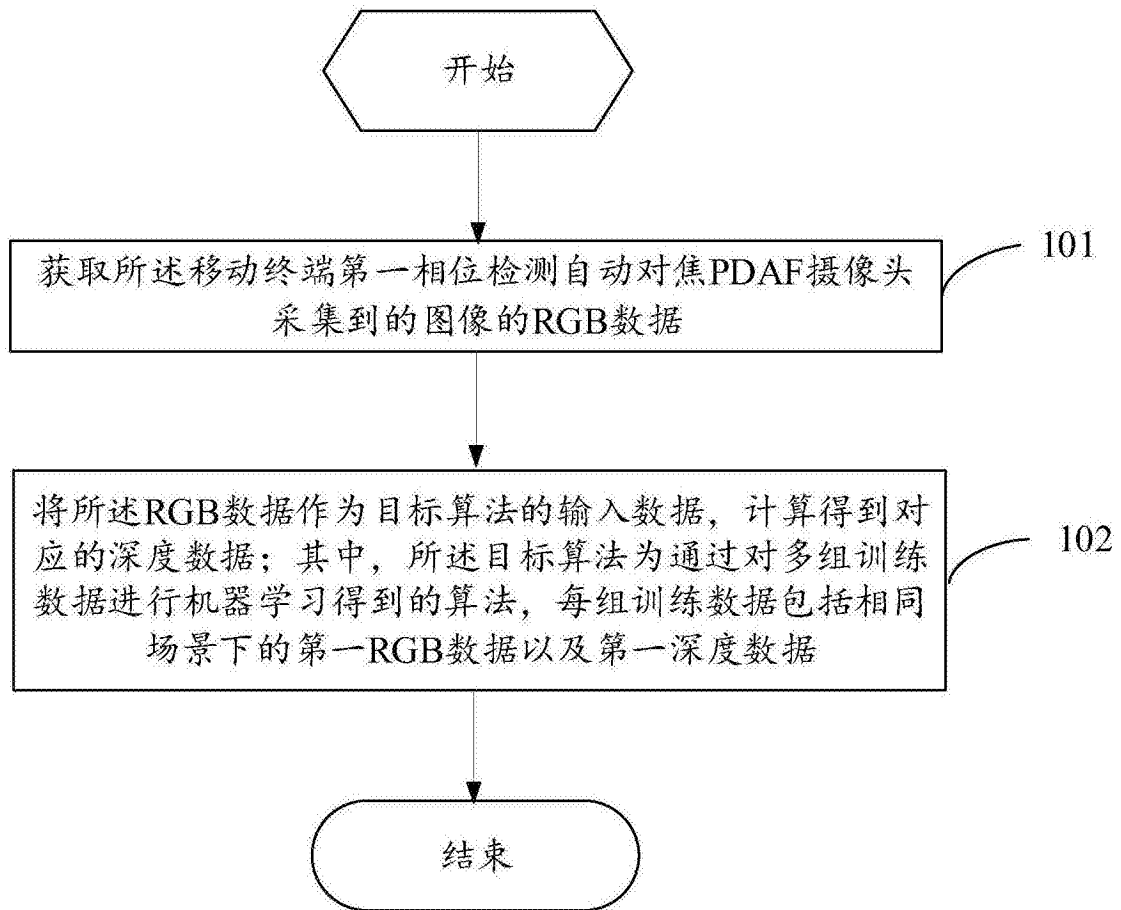 开始
获取所述移动终端第一相位检测自动对焦PDAF摄像头
采集到的图像的RGB数据
101
将所述RGB数据作为目标算法的输入数据，计算得到对
应的深度数据；其中，所述目标算法为通过对多组训练
数据进行机器学习得到的算法，每组训练数据包括相同
场景下的第一RGB数据以及第一深度数据
102
结束